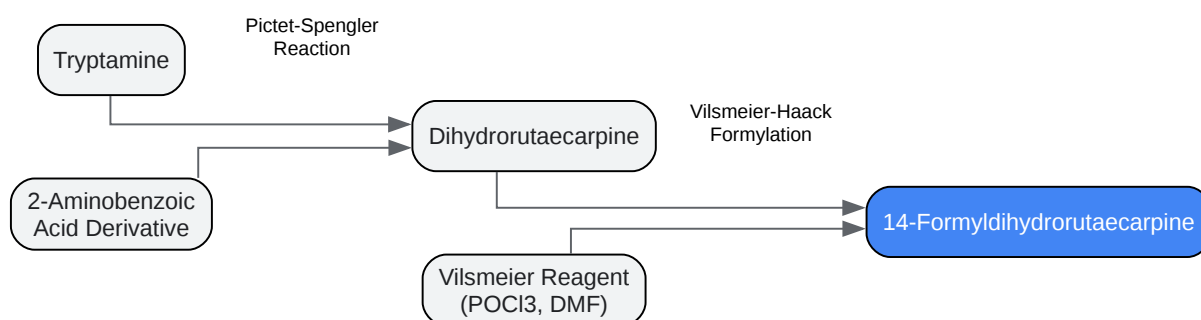 Pictet-Spengler
Reaction
Tryptamine
Vilsmeier-Haack
Formylation
Dihydrorutaecarpine
2-Aminobenzoic
Acid Derivative
14-Formyldihydrorutaecarpine
Vilsmeier Reagent
(POCl3, DMF)